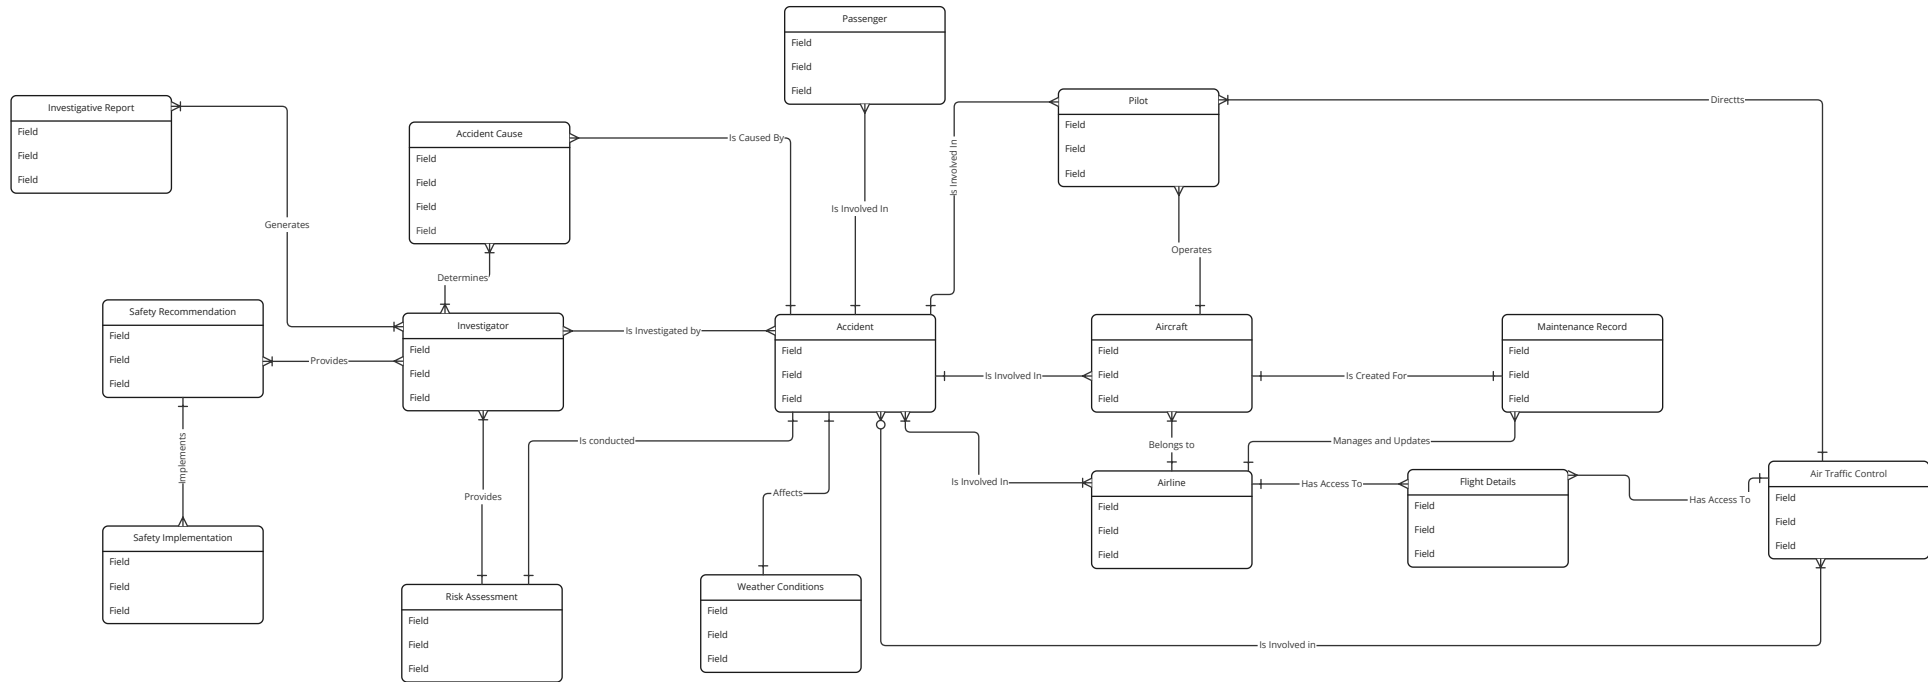 Passenger
Field
Field
Field
Investigative Report
Field
Field
Field
Pilot
Field
Field
Field
Directts
Accident Cause
Field
Field
Field
Field
Is Caused By
Is Involved In
Is Involved In
Generates
Operates
Determines
Safety Recommendation
Field
Field
Field
Provides
Investigator
Field
Field
Field
Is Investigated by
Accident
Field
Field
Field
Is Involved In
Aircraft
Field
Field
Field
Is Created For
Maintenance Record
Field
Field
Field
Implements
Is conducted
Belongs to
Manages and Updates
Provides
Affects
Is Involved In
Airline
Field
Field
Field
Has Access To
Flight Details
Field
Field
Field
Has Access To
Air Traffic Control
Field
Field
Field
Safety Implementation
Field
Field
Field
Risk Assessment
Field
Field
Field
Weather Conditions
Field
Field
Field
Is Involved in